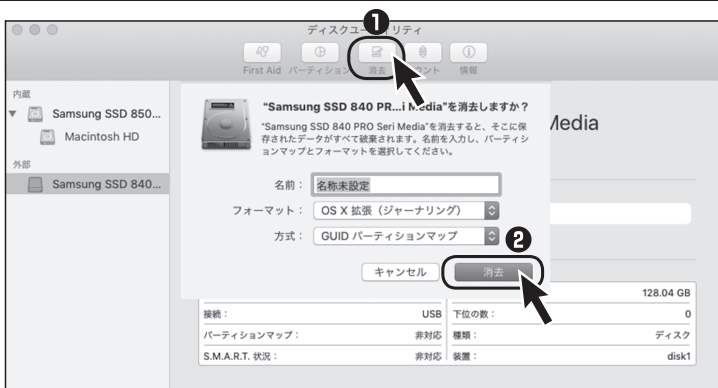 ディスクユーティリティ
First Aid パーティション 消去 マウント 情報
内蔵
Samsung SSD 850...
Macintosh HD
外部
Samsung SSD 840...
"Samsung SSD 840 PR...i Media"を消去しますか?
"Samsung SSD 840 PRO Seri Media"を消去すると、そこに保
存されたデータがすべて破棄されます。名前を入力し、パーティシ
ョンマップとフォーマットを選択してください。
Media
名前: 名称未設定
フォーマット: OS X 拡張(ジャーナリング)
方式: GUID パーティションマップ
キャンセル 消去
1
2
128.04 GB
接続: USB 下位の数: 0
パーティションマップ: 非対応 種類: ディスク
S.M.A.R.T. 状況: 非対応 装置: disk1